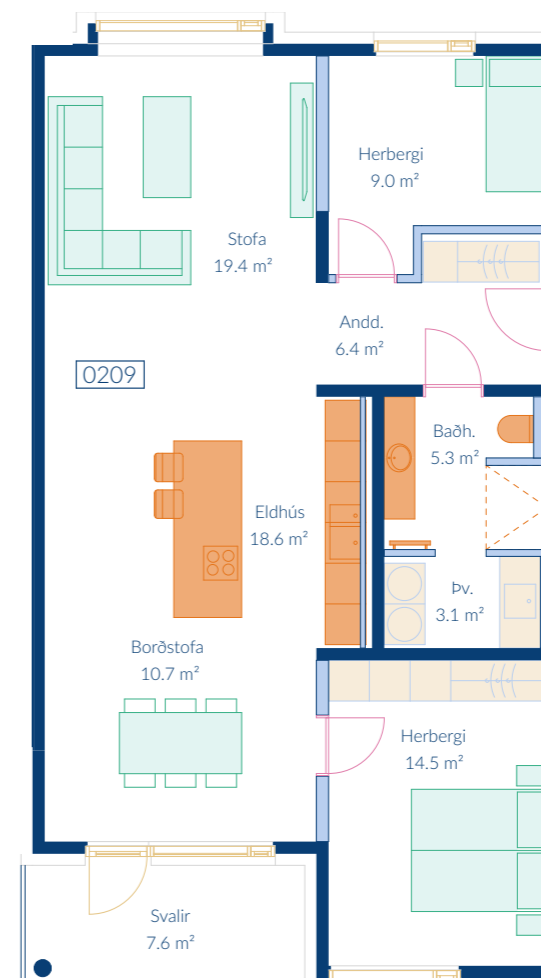 Herbergi
9.0 m²
Stofa
19.4 m²
Andd.
6.4 m²
0209
Baðh.
5.3 m²
Eldhús
18.6 m²
Þv.
3.1 m²
Borðstofa
10.7 m²
Herbergi
14.5 m²
Svalir
7.6 m²